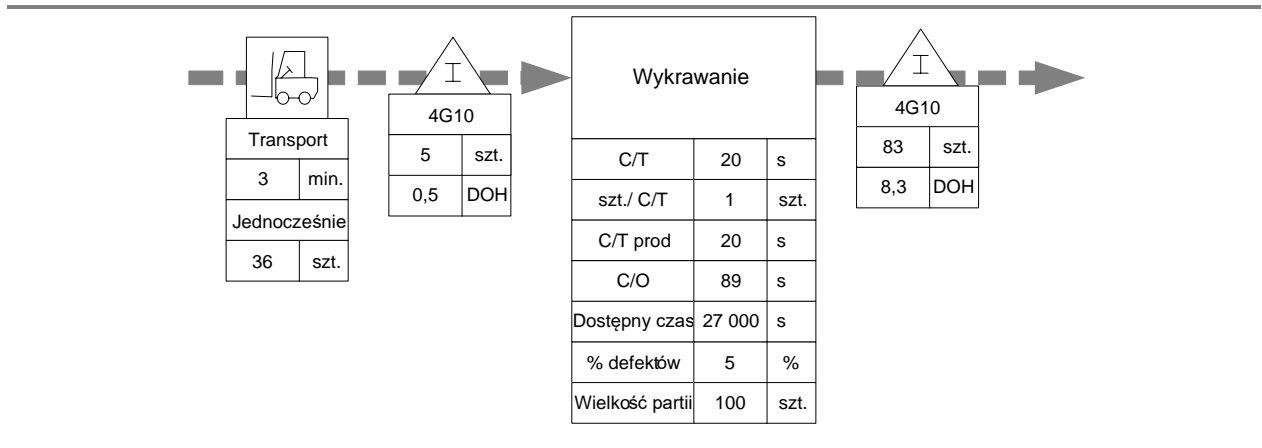 Transport
3 min.
Jednocześnie
36 szt.
I
4G10
5 szt.
0,5 DOH
Wykrawanie
C/T 20 s
szt./ C/T 1 szt.
C/T prod 20 s
C/O 89 s
Dostępny czas 27 000 s
% defektów 5 %
Wielkość partii 100 szt.
I
4G10
83 szt.
8,3 DOH